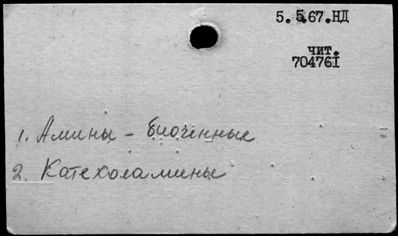 5.5.67.НД
чит.
704761
1. Амины - биогенные
2. Катехоламины